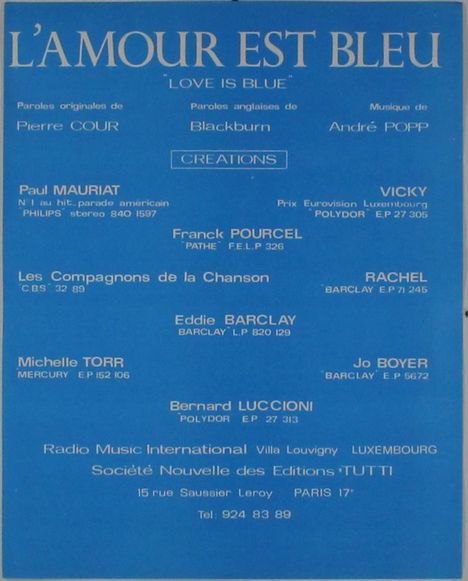 L'AMOUR EST BLEU
"LOVE IS BLUE"
Paroles originales de Paroles anglaises de Musique de
Pierre COUR Blackburn André POPP
CREATIONS
Paul MAURIAT VICKY
N° 1 au hit_parade américain Prix Eurovision Luxembourg
"PHILIPS" stereo 840 1597 "POLYDOR" E.P 27 305
Franck POURCEL
"PATHE" F.E.L.P 326
Les Compagnons de la Chanson RACHEL
"C.B.S" 32 89 "BARCLAY" E.P 71 245
Eddie BARCLAY
BARCLAY" L.P 820 129
Michelle TORR Jo BOYER
MERCURY E.P 152 106 "BARCLAY" E.P 5672
Bernard LUCCIONI
"POLYDOR E.P 27 313
Radio Music International Villa Louvigny LUXEMBOURG
Société Nouvelle des Editions "TUTTI
15 rue Saussier Leroy PARIS 17e
Tel: 924 83 89